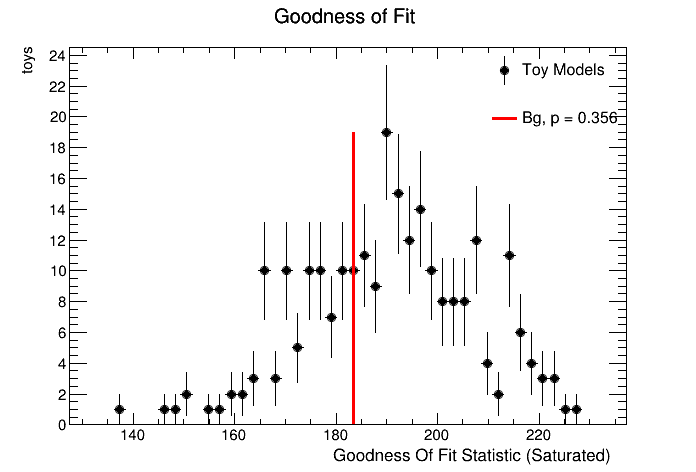 Goodness of Fit
toys
24
22
20
18
16
14
12
10
8
6
4
2
0
Toy Models
Bg, p = 0.356
140 160 180 200 220
Goodness Of Fit Statistic (Saturated)